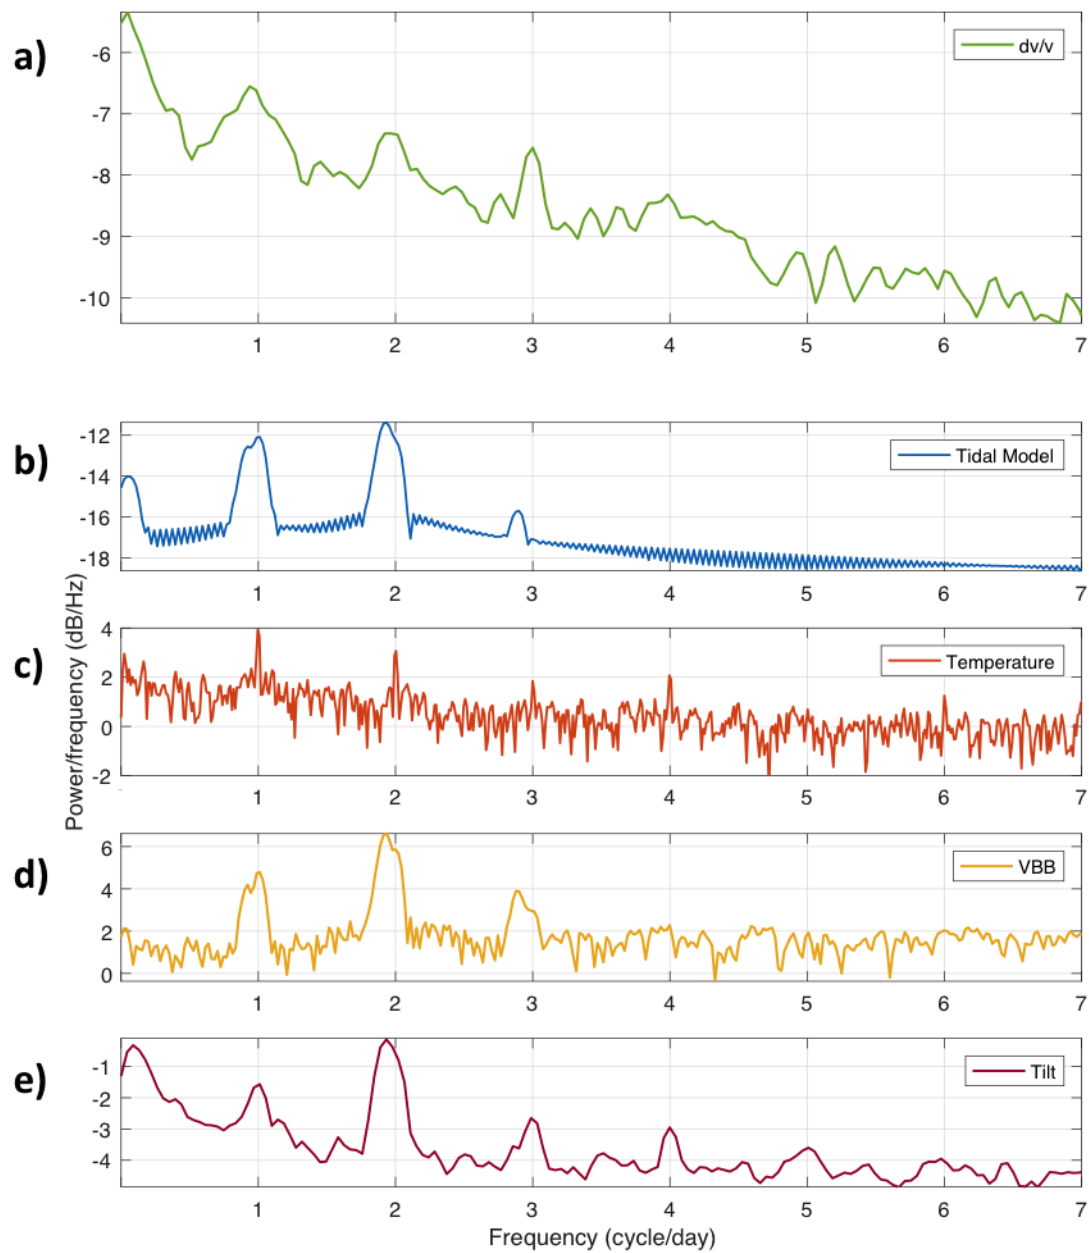 a)
dv/v
-6
-7
-8
-9
-10
1 2 3 4 5 6 7
b)
Tidal Model
-12
-14
-16
-18
1 2 3 4 5 6 7
Power/frequency (dB/Hz)
c)
Temperature
4
2
0
-2
1 2 3 4 5 6 7
d)
VBB
6
4
2
0
1 2 3 4 5 6 7
e)
Tilt
-1
-2
-3
-4
1 2 3 4 5 6 7
Frequency (cycle/day)